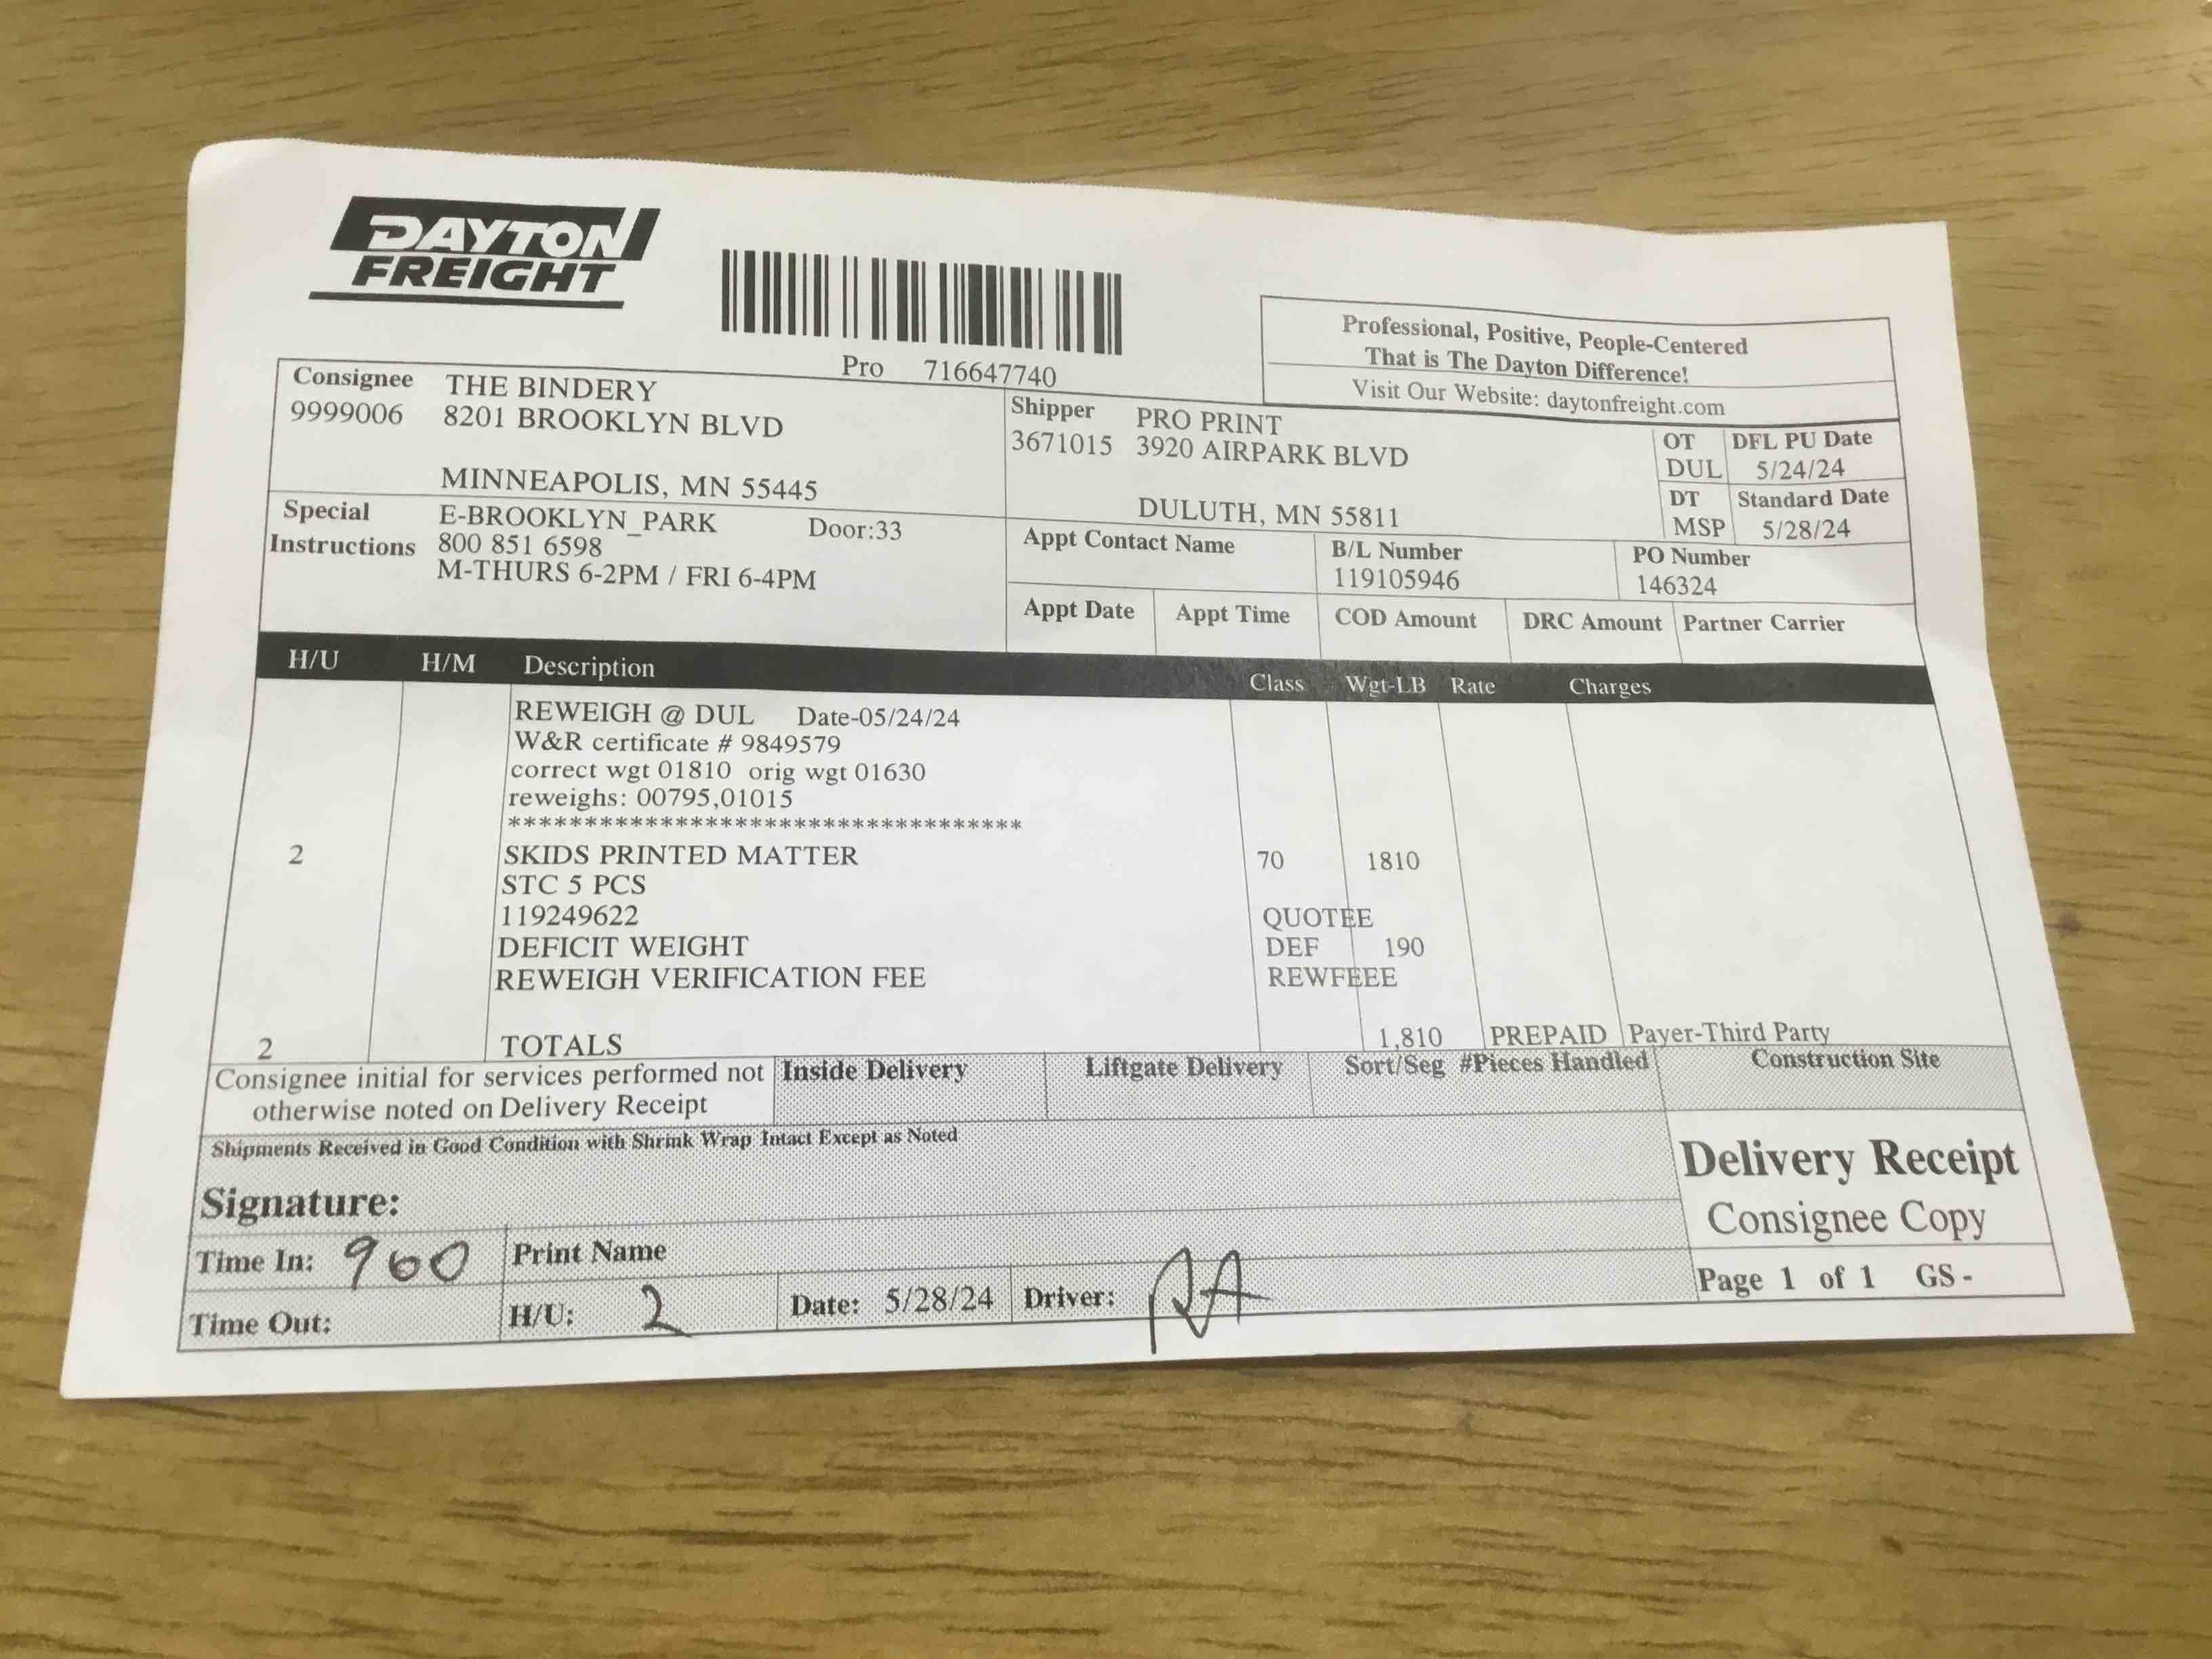 DAYTON
FREIGHT
Pro 716647740
Professional, Positive, People-Centered
That is The Dayton Difference!
Visit Our Website: daytonfreight.com
Consignee THE BINDERY
9999006 8201 BROOKLYN BLVD
MINNEAPOLIS, MN 55445
Shipper PRO PRINT
3671015 3920 AIRPARK BLVD
DULUTH, MN 55811
OT DFL PU Date
DUL 5/24/24
DT Standard Date
MSP 5/28/24
Special Instructions
E-BROOKLYN_PARK Door:33
800 851 6598
M-THURS 6-2PM / FRI 6-4PM
Appt Contact Name B/L Number PO Number
119105946 146324
Appt Date Appt Time COD Amount DRC Amount Partner Carrier
H/U H/M Description Class Wgt-LB Rate Charges
REWEIGH @ DUL Date-05/24/24
W&R certificate # 9849579
correct wgt 01810 orig wgt 01630
reweighs: 00795,01015
**********************************
2 SKIDS PRINTED MATTER 70 1810
STC 5 PCS
119249622 QUOTEE
DEFICIT WEIGHT DEF 190
REWEIGH VERIFICATION FEE REWFEEE
2 TOTALS 1,810 PREPAID Payer-Third Party
Consignee initial for services performed not
otherwise noted on Delivery Receipt
Inside Delivery Liftgate Delivery Sort/Seg #Pieces Handled Construction Site
Shipments Received in Good Condition with Shrink Wrap Intact Except as Noted
Signature:
Delivery Receipt
Consignee Copy
Time In: 960 Print Name
Time Out: H/U: 2 Date: 5/28/24 Driver: RA
Page 1 of 1 GS -